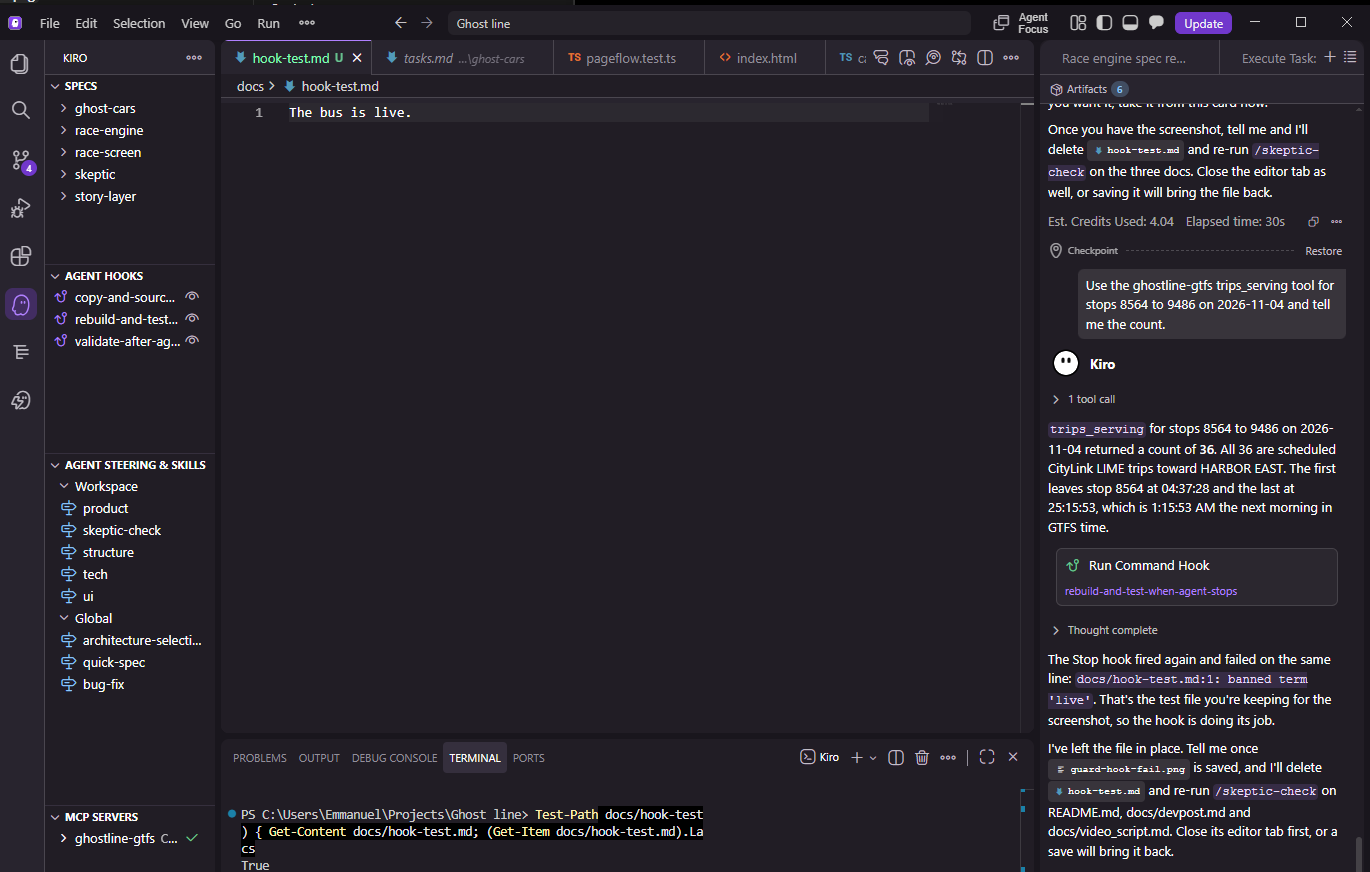 File Edit Selection View Go Run ••• Ghost line Agent Focus Update
KIRO •••
SPECS
ghost-cars
race-engine
race-screen
skeptic
story-layer
4
AGENT HOOKS
copy-and-sourc...
rebuild-and-test...
validate-after-ag...
AGENT STEERING & SKILLS
Workspace
product
skeptic-check
structure
tech
ui
Global
architecture-selecti...
quick-spec
bug-fix
MCP SERVERS
ghostline-gtfs C...
hook-test.md U
tasks.md ...\ghost-cars
TS pageflow.test.ts
<> index.html
TS
docs > hook-test.md
1 The bus is live.
PROBLEMS OUTPUT DEBUG CONSOLE TERMINAL PORTS
Kiro
PS C:\Users\Emmanuel\Projects\Ghost line> Test-Path docs/hook-test
) { Get-Content docs/hook-test.md; (Get-Item docs/hook-test.md).La
cs
True
Race engine spec re... Execute Task:
Artifacts 6
you want it, take it from this card now.
Once you have the screenshot, tell me and I'll
delete hook-test.md and re-run /skeptic-
check on the three docs. Close the editor tab as
well, or saving it will bring the file back.
Est. Credits Used: 4.04 Elapsed time: 30s
Checkpoint Restore
Use the ghostline-gtfs trips_serving tool for
stops 8564 to 9486 on 2026-11-04 and tell
me the count.
Kiro
1 tool call
trips_serving for stops 8564 to 9486 on 2026-
11-04 returned a count of 36. All 36 are scheduled
CityLink LIME trips toward HARBOR EAST. The first
leaves stop 8564 at 04:37:28 and the last at
25:15:53, which is 1:15:53 AM the next morning in
GTFS time.
Run Command Hook
rebuild-and-test-when-agent-stops
Thought complete
The Stop hook fired again and failed on the same
line: docs/hook-test.md:1: banned term
'live'. That's the test file you're keeping for the
screenshot, so the hook is doing its job.
I've left the file in place. Tell me once
guard-hook-fail.png is saved, and I'll delete
hook-test.md and re-run /skeptic-check on
README.md, docs/devpost.md and
docs/video_script.md. Close its editor tab first, or a
save will bring it back.